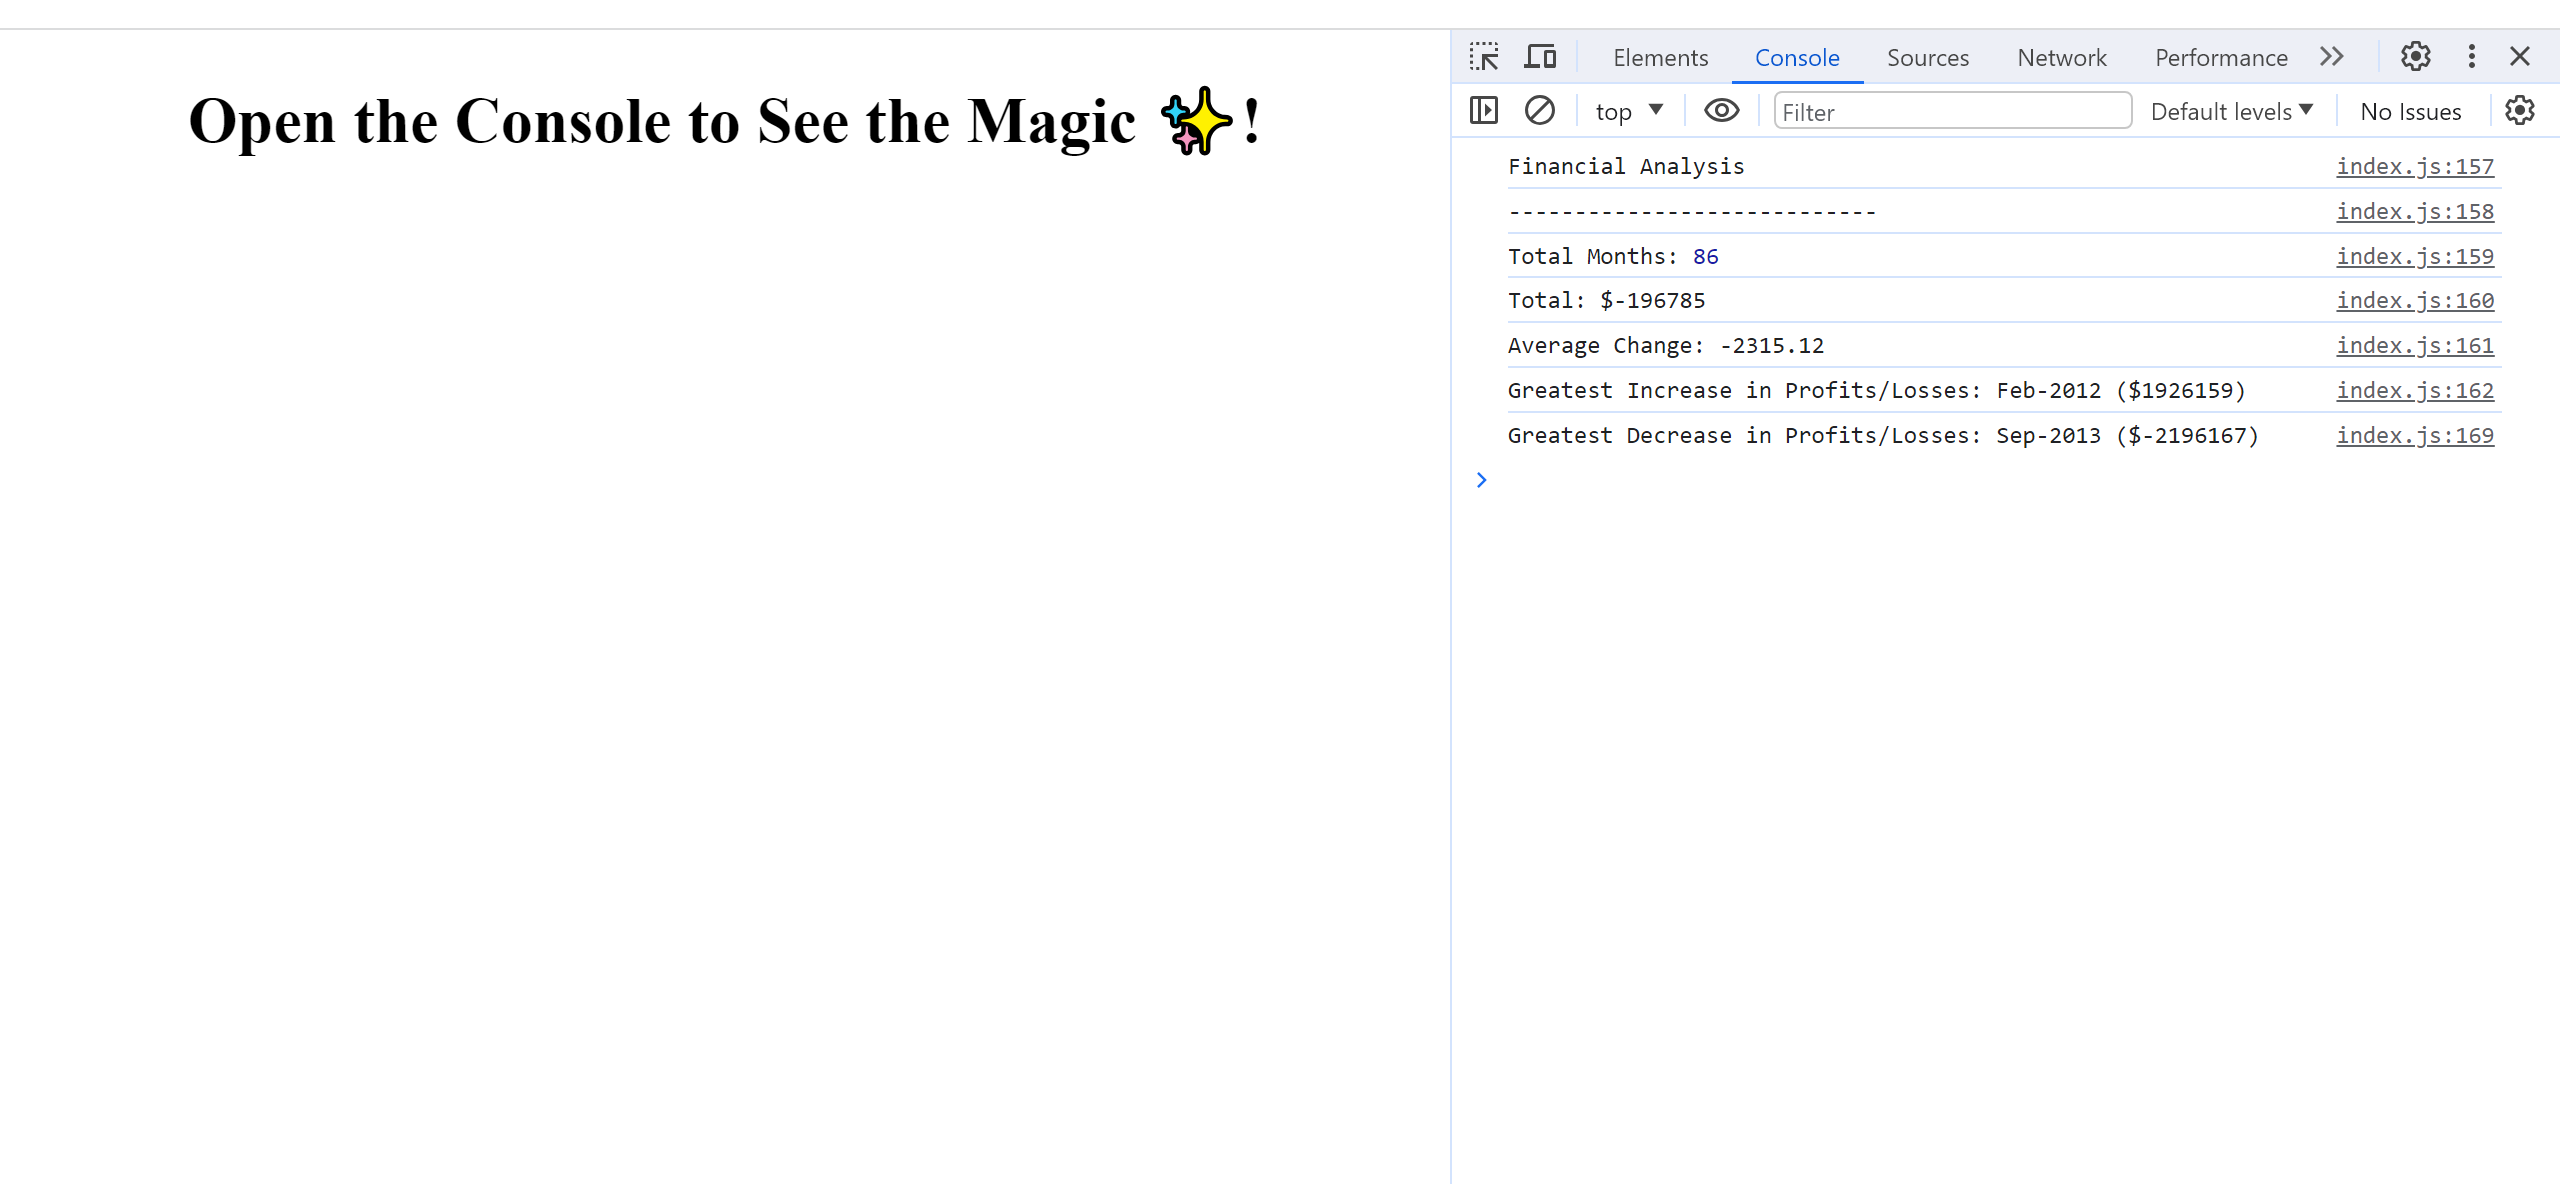 Open the Console to See the Magic ✨!
Elements Console Sources Network Performance
top Filter Default levels No Issues
Financial Analysis index.js:157
---------------------------- index.js:158
Total Months: 86 index.js:159
Total: $-196785 index.js:160
Average Change: -2315.12 index.js:161
Greatest Increase in Profits/Losses: Feb-2012 ($1926159) index.js:162
Greatest Decrease in Profits/Losses: Sep-2013 ($-2196167) index.js:169